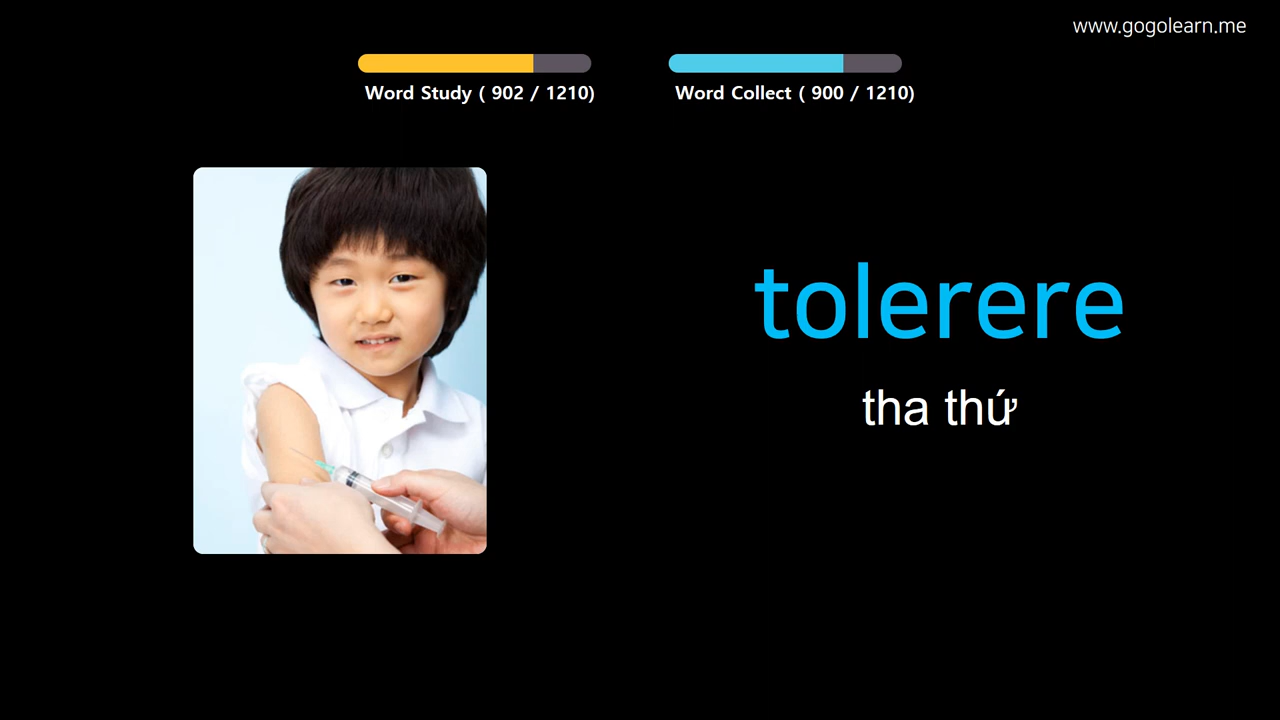 www.gogolearn.me
Word Study ( 902 / 1210)
Word Collect ( 900 / 1210)
tolerere
tha thứ